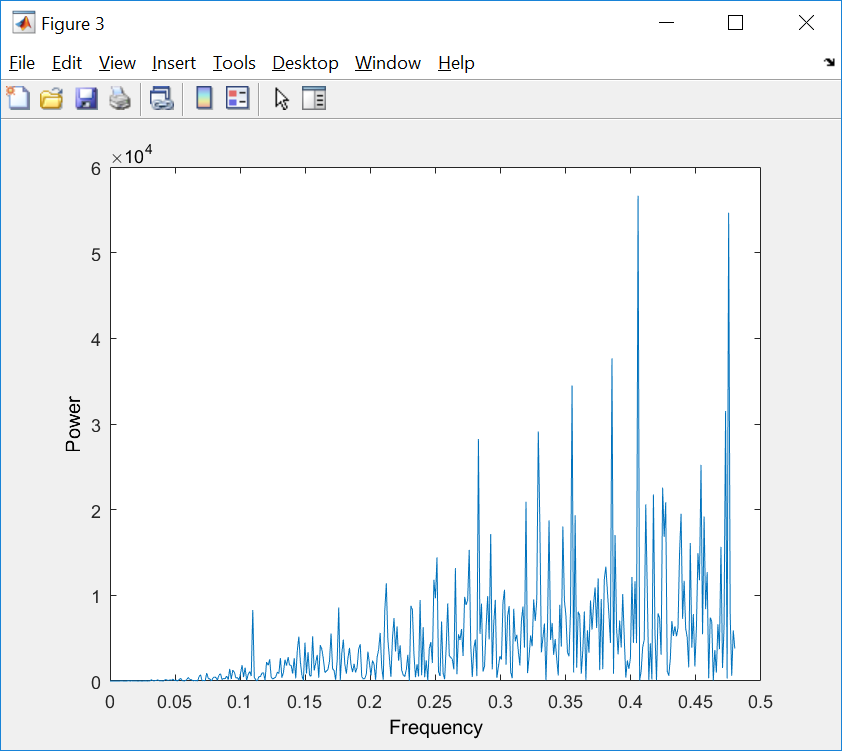 Figure 3
File Edit View Insert Tools Desktop Window Help
×10⁴
6
5
4
3
2
1
0
Power
0 0.05 0.1 0.15 0.2 0.25 0.3 0.35 0.4 0.45 0.5
Frequency